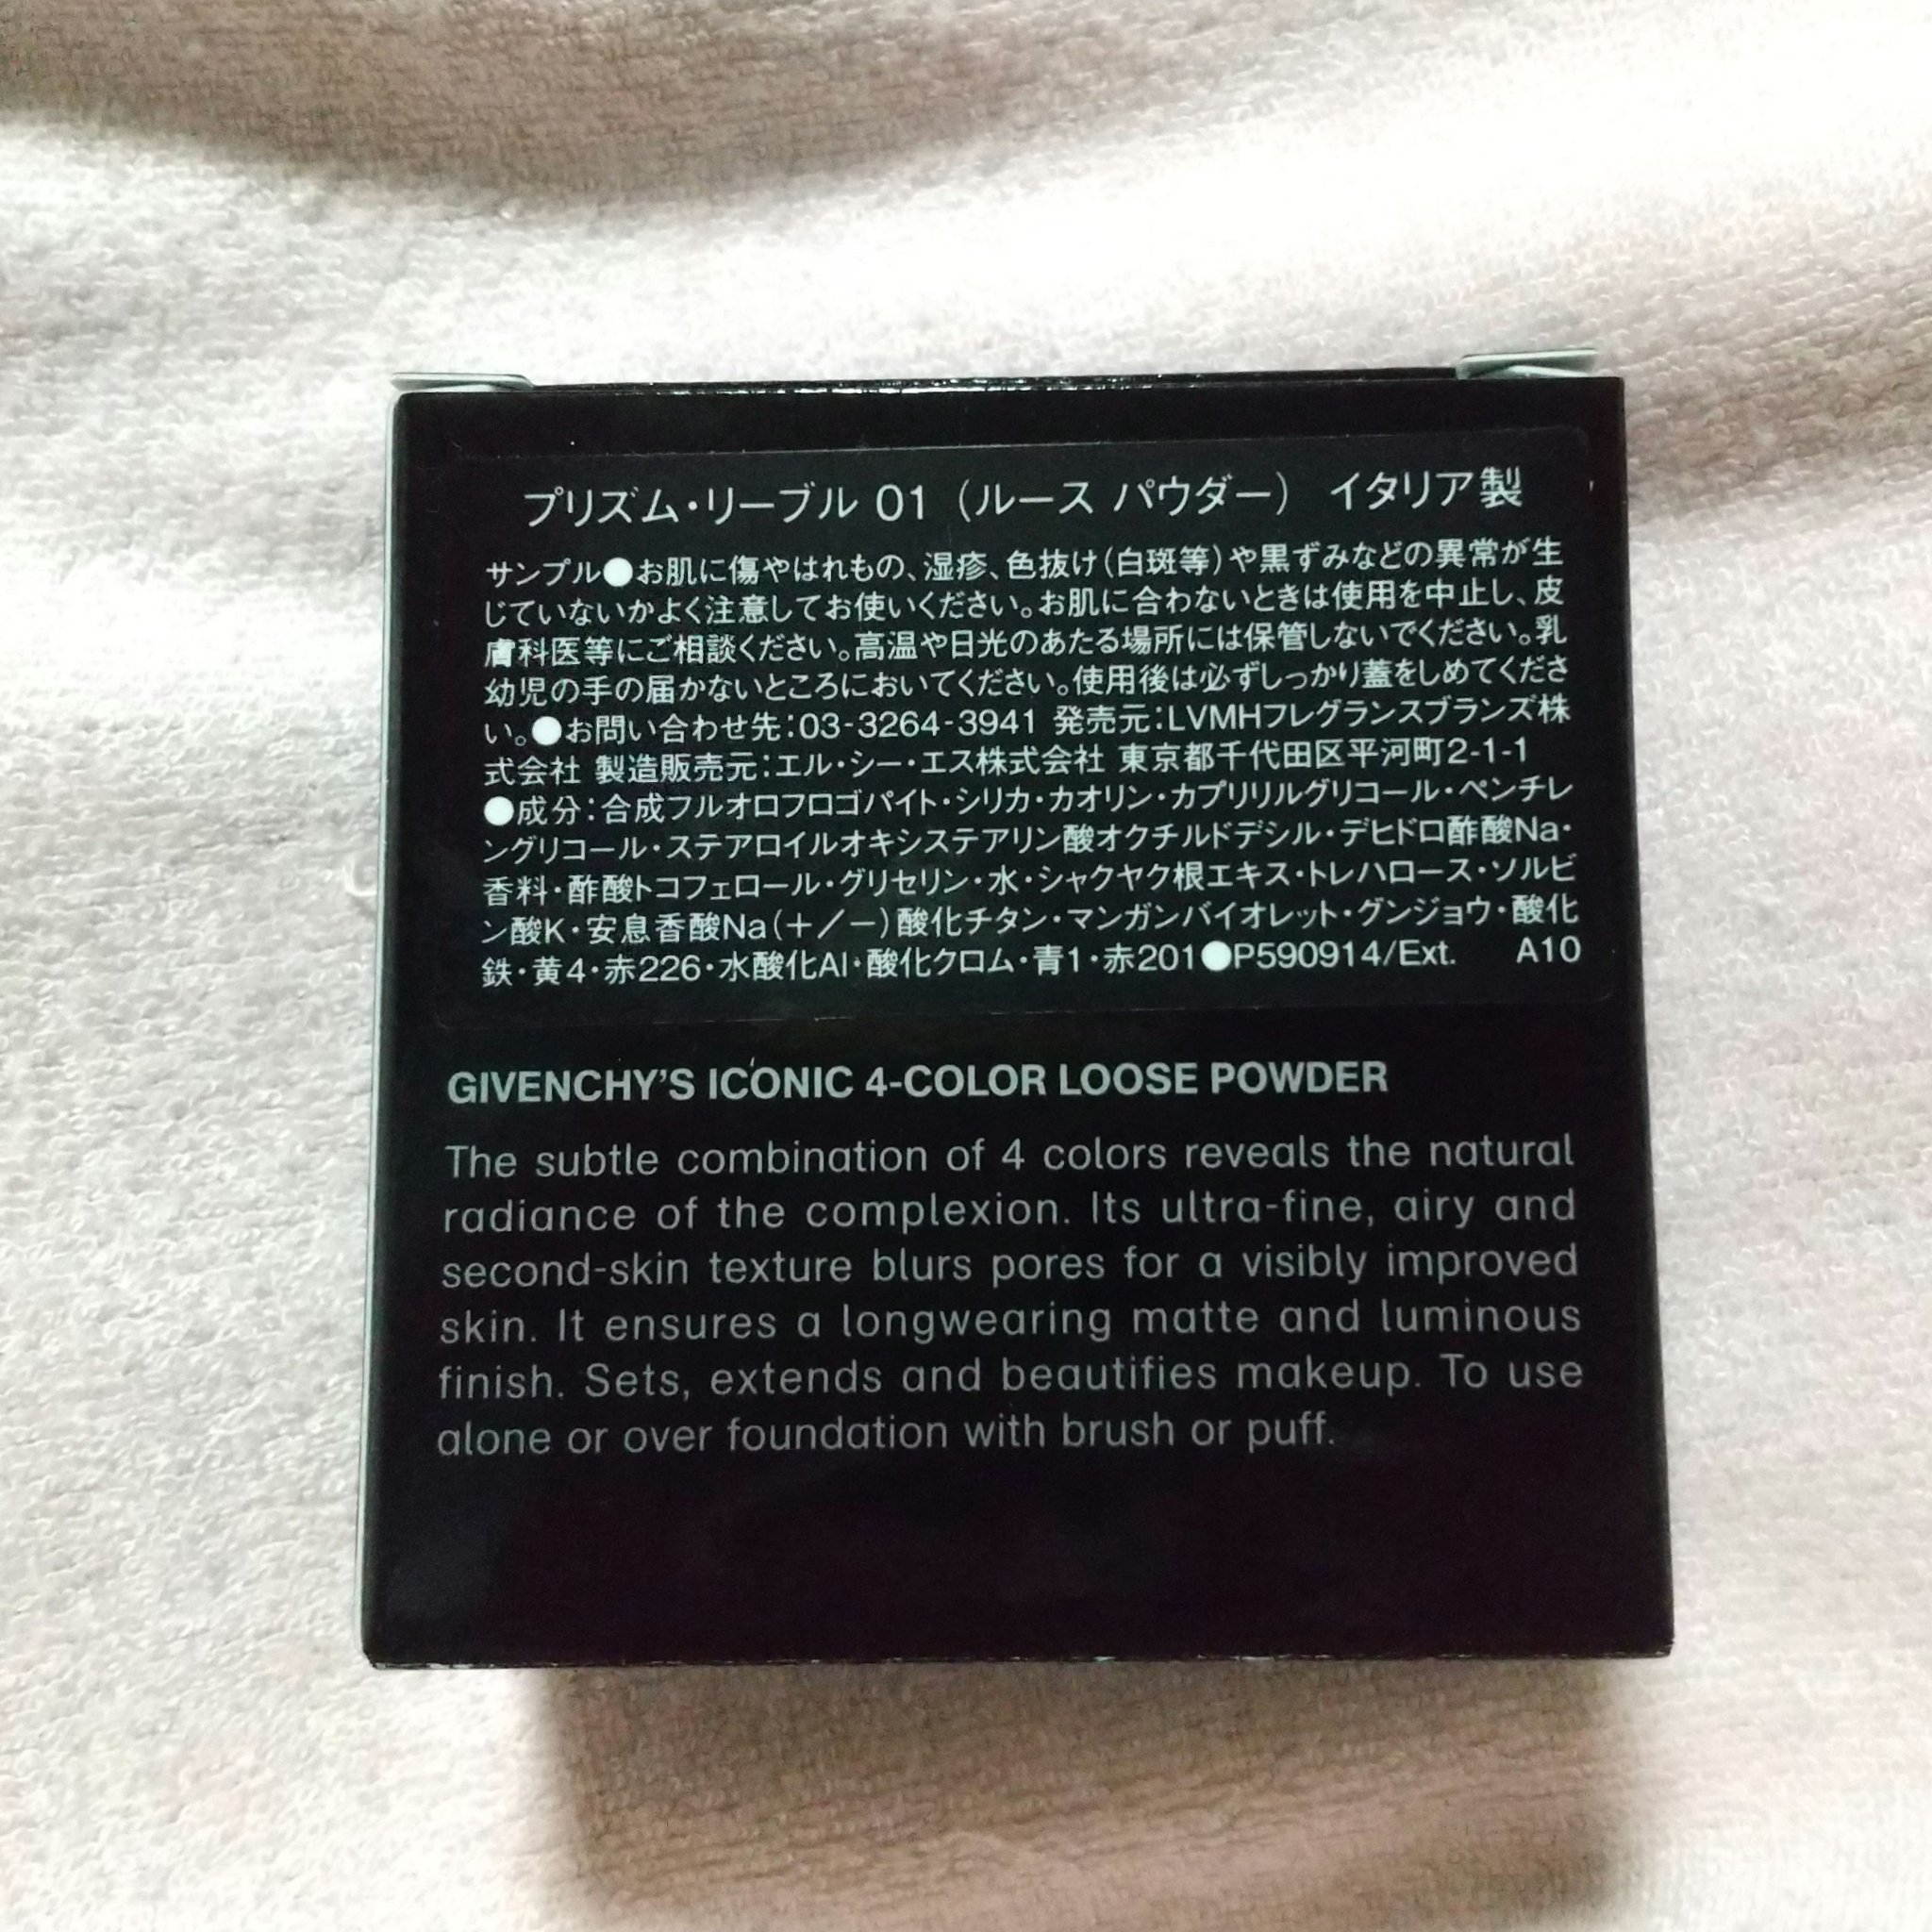 プリズム・リーブル 01（ルース パウダー） イタリア製
サンプル●お肌に傷やはれもの、湿疹、色抜け（白斑等）や黒ずみなどの異常が生
じていないかよく注意してお使いください。お肌に合わないときは使用を中止し、皮
膚科医等にご相談ください。高温や日光のあたる場所には保管しないでください。乳
幼児の手の届かないところにおいてください。使用後は必ずしっかり蓋をしめてくださ
い。●お問い合わせ先：03-3264-3941 発売元：LVMHフレグランスブランズ株
式会社 製造販売元：エル・シー・エス株式会社 東京都千代田区平河町2-1-1
●成分：合成フルオロフロゴパイト・シリカ・カオリン・カプリリルグリコール・ペンチレ
ングリコール・ステアロイルオキシステアリン酸オクチルドデシル・デヒドロ酢酸Na・
香料・酢酸トコフェロール・グリセリン・水・シャクヤク根エキス・トレハロース・ソルビ
ン酸K・安息香酸Na（＋／－）酸化チタン・マンガンバイオレット・グンジョウ・酸化
鉄・黄4・赤226・水酸化Al・酸化クロム・青1・赤201●P590914/Ext. A10
GIVENCHY'S ICONIC 4-COLOR LOOSE POWDER
The subtle combination of 4 colors reveals the natural
radiance of the complexion. Its ultra-fine, airy and
second-skin texture blurs pores for a visibly improved
skin. It ensures a longwearing matte and luminous
finish. Sets, extends and beautifies makeup. To use
alone or over foundation with brush or puff.